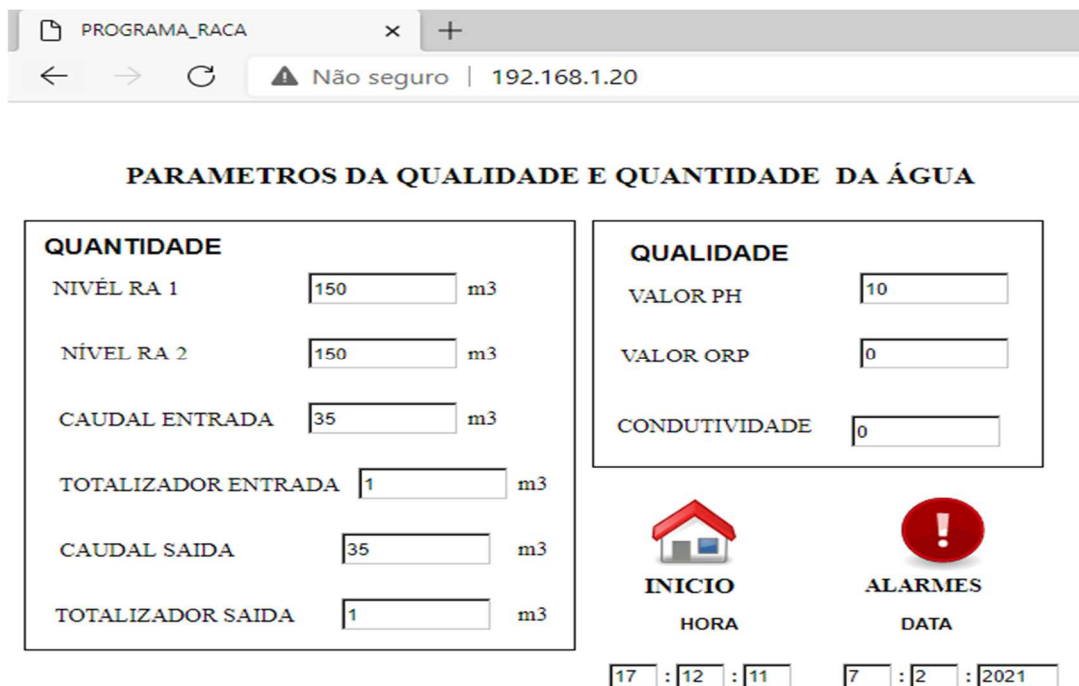 PROGRAMA_RACA
Não seguro | 192.168.1.20
PARAMETROS DA QUALIDADE E QUANTIDADE DA ÁGUA
QUANTIDADE
NIVÉL RA 1 150 m3
NÍVEL RA 2 150 m3
CAUDAL ENTRADA 35 m3
TOTALIZADOR ENTRADA 1 m3
CAUDAL SAIDA 35 m3
TOTALIZADOR SAIDA 1 m3
QUALIDADE
VALOR PH 10
VALOR ORP 0
CONDUTIVIDADE 0
INICIO ALARMES
HORA DATA
17 : 12 : 11 7 : 2 : 2021